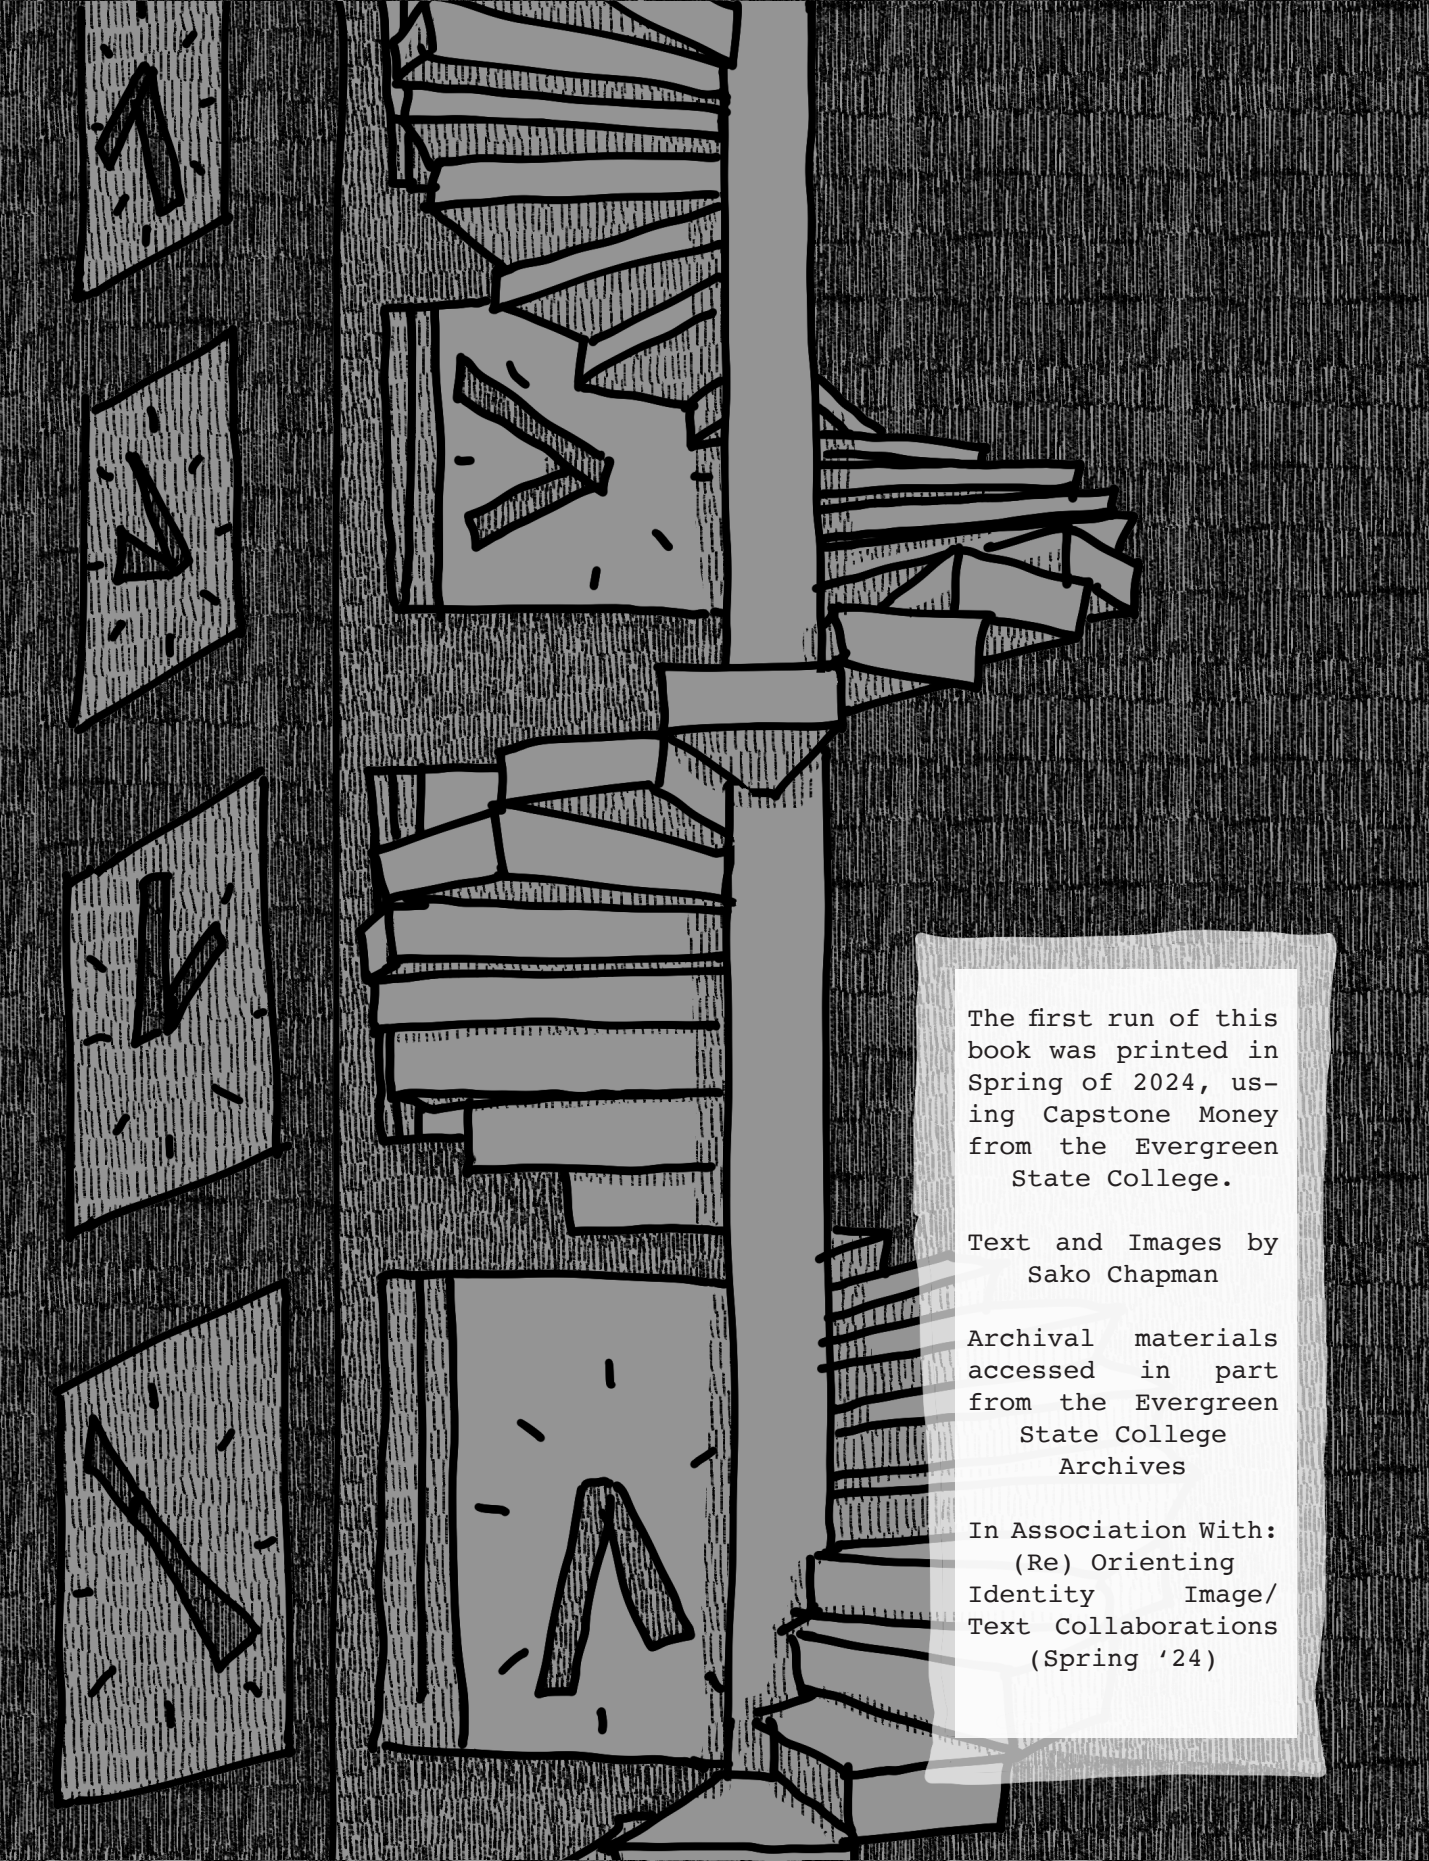 The first run of this
book was printed in
Spring of 2024, us-
ing Capstone Money
from the Evergreen
State College.
Text and Images by
Sako Chapman
Archival materials
accessed in part
from the Evergreen
State College
Archives
In Association With:
(Re) Orienting
Identity Image/
Text Collaborations
(Spring ‘24)